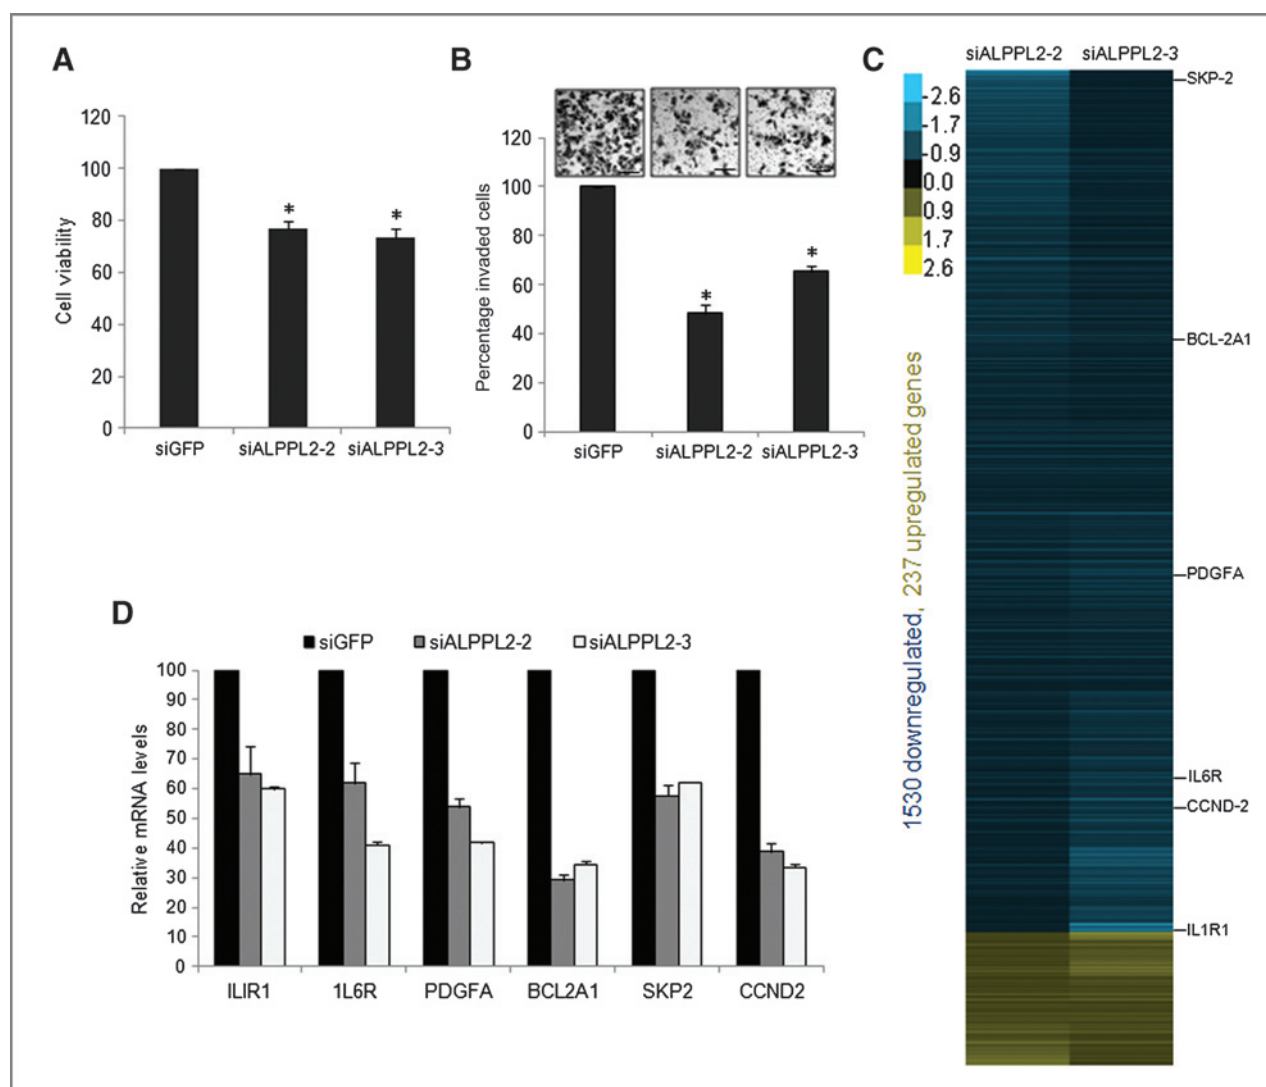 A
120
100
80
60
40
20
0
Cell viability
*
*
siGFP
siALPPL2-2
siALPPL2-3
B
120
100
80
60
40
20
0
Percentage invaded cells
*
*
siGFP
siALPPL2-2
siALPPL2-3
C
siALPPL2-2
siALPPL2-3
-2.6
-1.7
-0.9
0.0
0.9
1.7
2.6
1530 downregulated, 237 upregulated genes
SKP-2
BCL-2A1
PDGFA
IL6R
CCND-2
IL1R1
D
siGFP
siALPPL2-2
siALPPL2-3
100
90
80
70
60
50
40
30
20
10
0
Relative mRNA levels
ILIR1
1L6R
PDGFA
BCL2A1
SKP2
CCND2